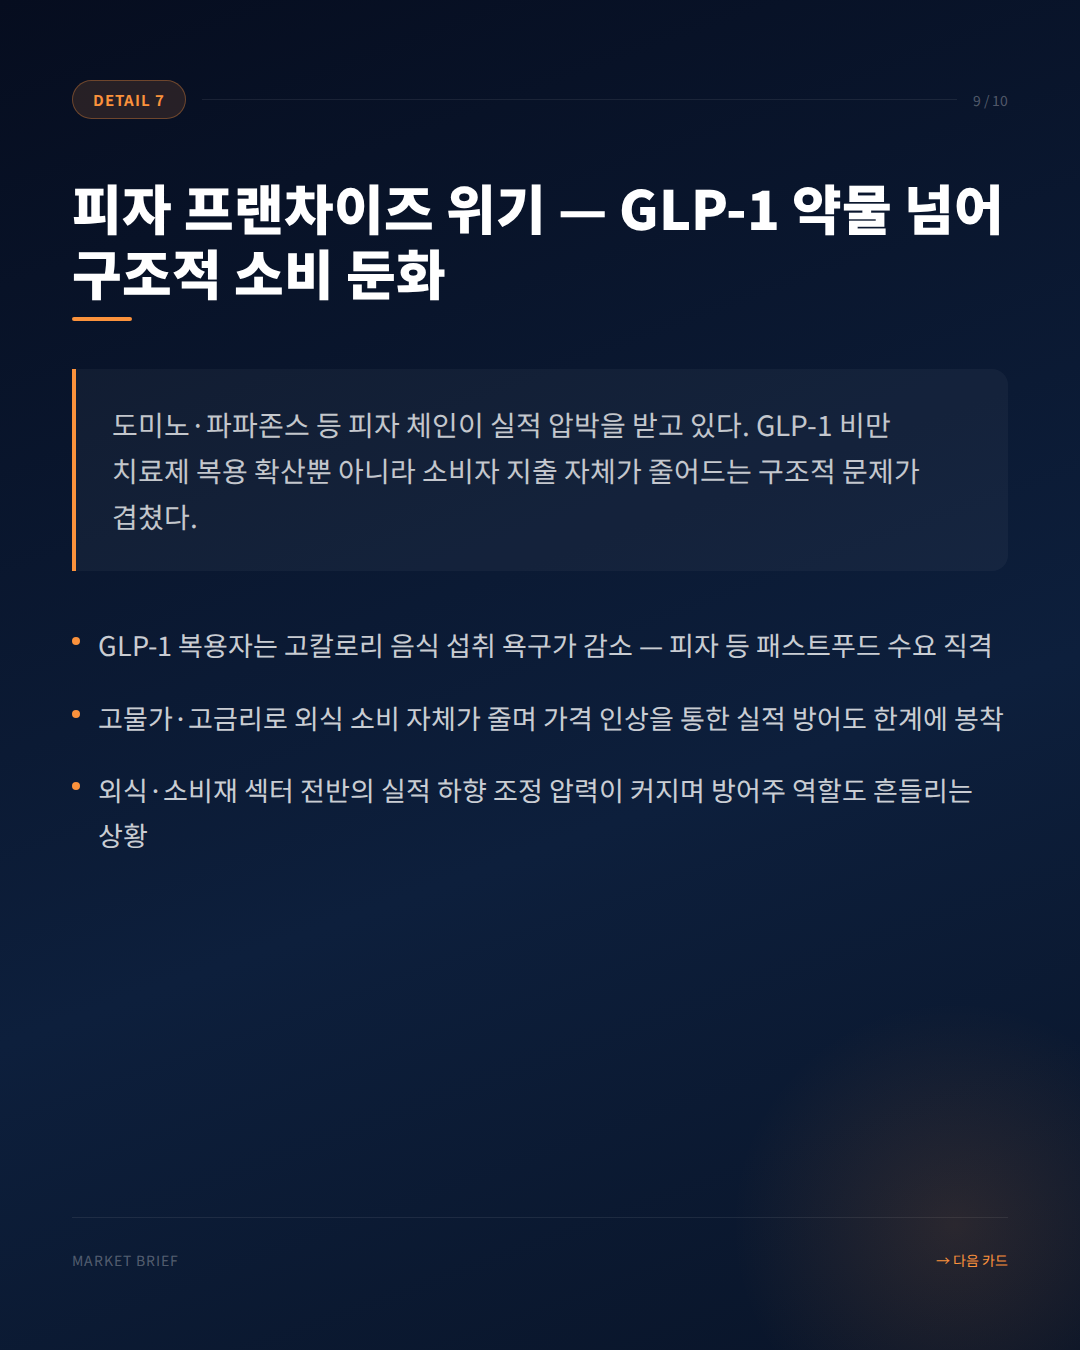 DETAIL 7
9 / 10
피자 프랜차이즈 위기 — GLP-1 약물 넘어
구조적 소비 둔화
도미노·파파존스 등 피자 체인이 실적 압박을 받고 있다. GLP-1 비만
치료제 복용 확산뿐 아니라 소비자 지출 자체가 줄어드는 구조적 문제가
겹쳤다.
• GLP-1 복용자는 고칼로리 음식 섭취 욕구가 감소 — 피자 등 패스트푸드 수요 직격
• 고물가·고금리로 외식 소비 자체가 줄며 가격 인상을 통한 실적 방어도 한계에 봉착
• 외식·소비재 섹터 전반의 실적 하향 조정 압력이 커지며 방어주 역할도 흔들리는
상황
MARKET BRIEF
→ 다음 카드